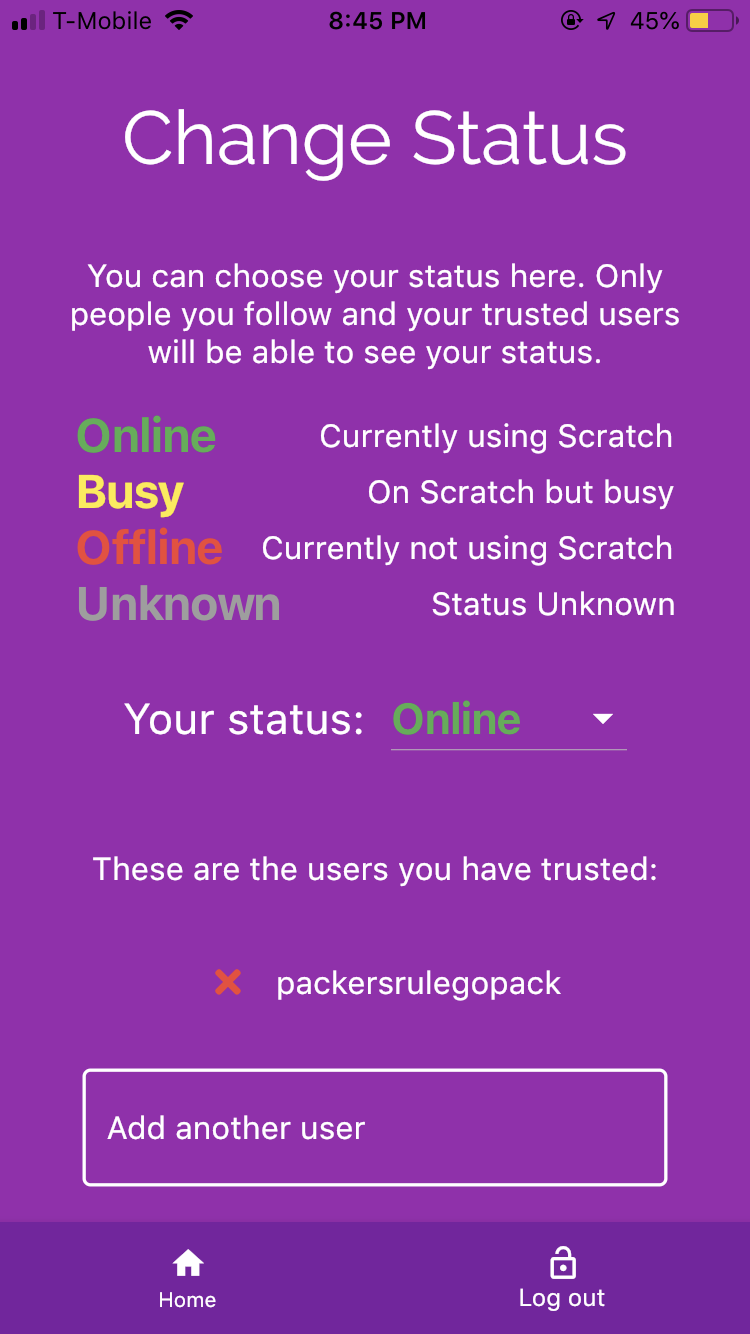 T-Mobile 8:45 PM 45%
Change Status
You can choose your status here. Only
people you follow and your trusted users
will be able to see your status.
Online Currently using Scratch
Busy On Scratch but busy
Offline Currently not using Scratch
Unknown Status Unknown
Your status: Online
These are the users you have trusted:
packersrulegopack
Add another user
Home Log out